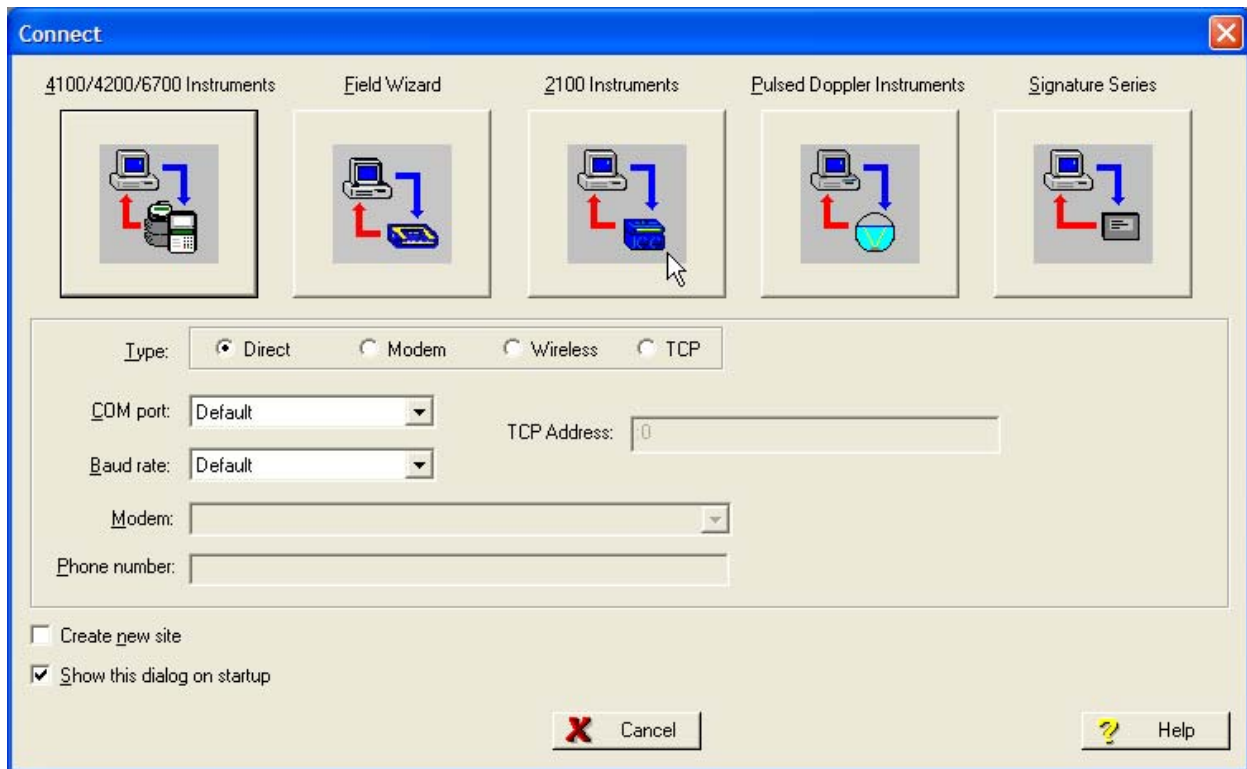 Connect
4100/4200/6700 Instruments
Field Wizard
2100 Instruments
Pulsed Doppler Instruments
Signature Series
Type:
Direct
Modem
Wireless
TCP
COM port:
Default
TCP Address:
:0
Baud rate:
Default
Modem:
Phone number:
Create new site
Show this dialog on startup
Cancel
Help